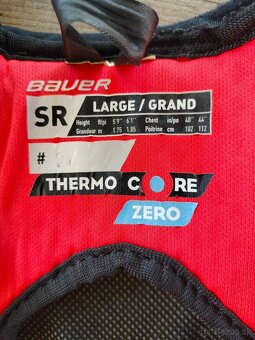 BAUER
SR LARGE / GRAND
Height ft/pi 5'9" 6'1" Chest in/po 40" 44"
Grandeur m 1.75 1.85 Poitrine cm 102 112
#
THERMO CORE
ZERO